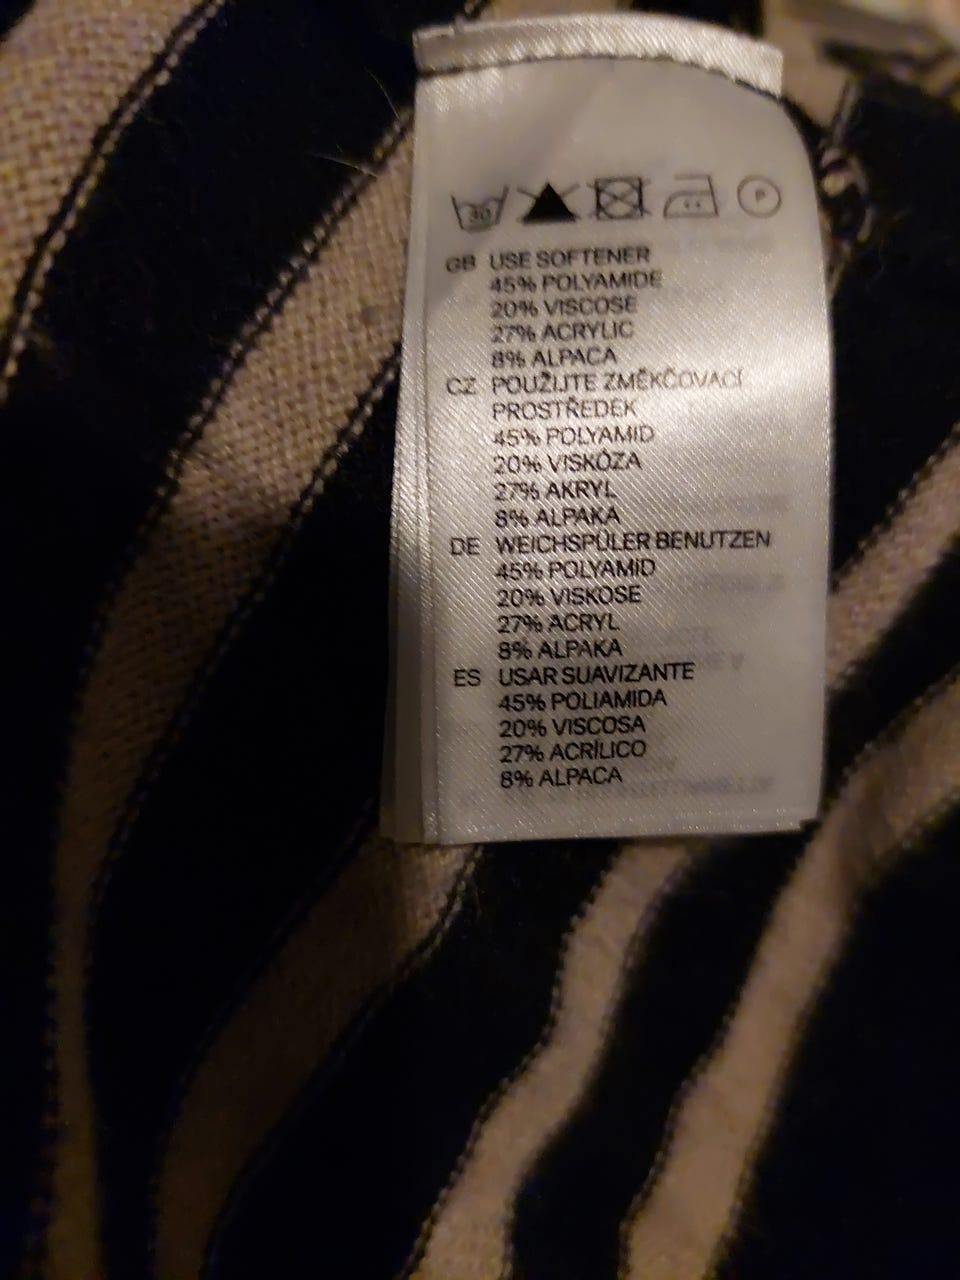 30
P
GB USE SOFTENER
45% POLYAMIDE
20% VISCOSE
27% ACRYLIC
8% ALPACA
CZ POUŽIJTE ZMĚKČOVACÍ
PROSTŘEDEK
45% POLYAMID
20% VISKÓZA
27% AKRYL
8% ALPAKA
DE WEICHSPÜLER BENUTZEN
45% POLYAMID
20% VISKOSE
27% ACRYL
8% ALPAKA
ES USAR SUAVIZANTE
45% POLIAMIDA
20% VISCOSA
27% ACRÍLICO
8% ALPACA